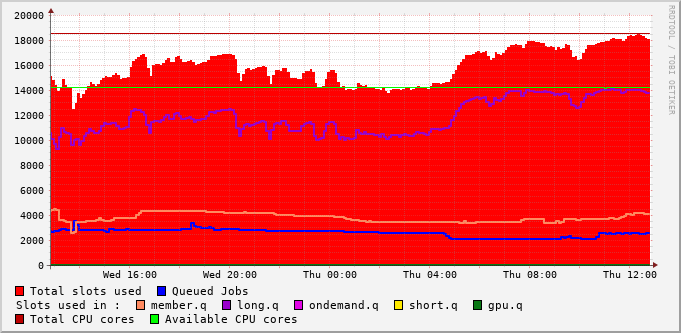 20000
18000
16000
14000
12000
10000
8000
6000
4000
2000
0
Wed 16:00 Wed 20:00 Thu 00:00 Thu 04:00 Thu 08:00 Thu 12:00
RRDTOOL / TOBI OETIKER
Total slots used Queued Jobs
Slots used in : member.q long.q ondemand.q short.q gpu.q
Total CPU cores Available CPU cores